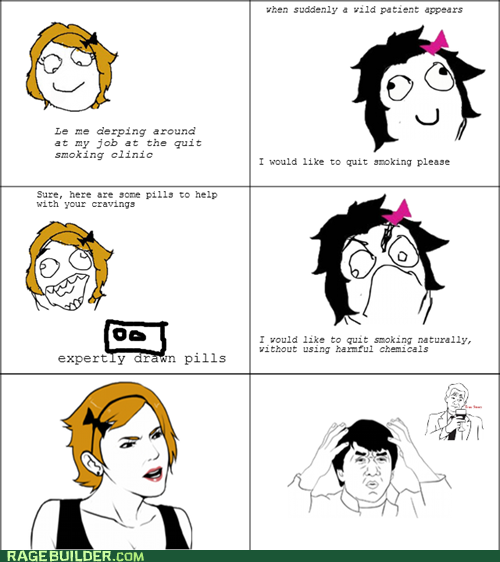 Le me derping around
at my job at the quit
smoking clinic
when suddenly a wild patient appears
I would like to quit smoking please
Sure, here are some pills to help
with your cravings
expertly drawn pills
I would like to quit smoking naturally,
without using harmful chemicals
RAGEBUILDER.COM